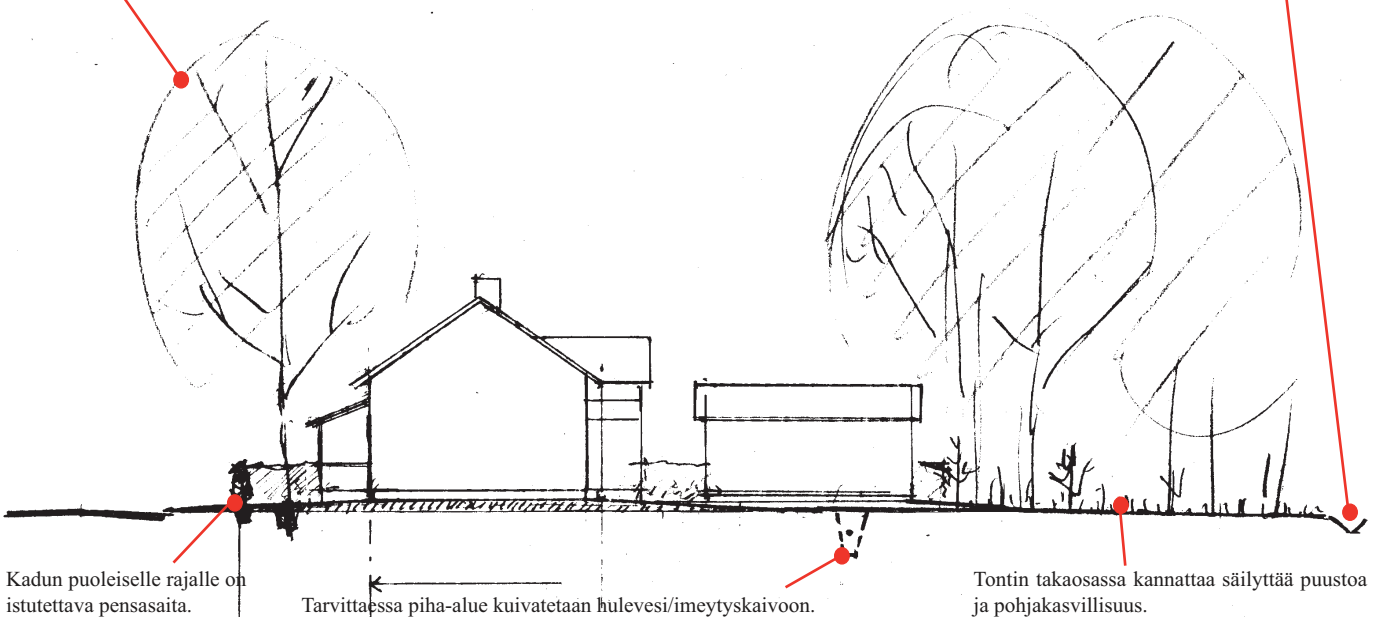 Kadun puoleiselle rajalle on
istutettava pensasaita.
Tarvittaessa piha-alue kuivatetaan hulevesi/imeytyskaivoon.
Tontin takaosassa kannattaa säilyttää puustoa
ja pohjakasvillisuus.